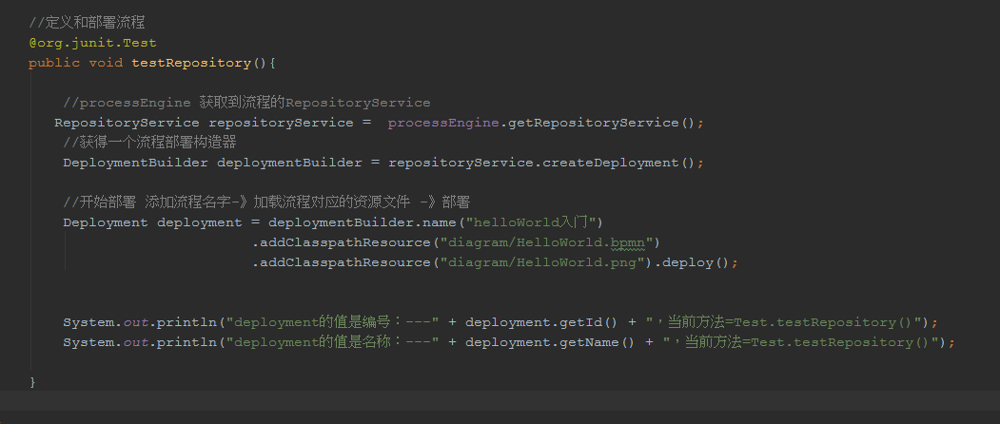 //定义和部署流程
@org.junit.Test
public void testRepository(){
//processEngine 获取到流程的RepositoryService
RepositoryService repositoryService =  processEngine.getRepositoryService();
//获得一个流程部署构造器
DeploymentBuilder deploymentBuilder = repositoryService.createDeployment();
//开始部署 添加流程名字-》加载流程对应的资源文件 -》部署
Deployment deployment = deploymentBuilder.name("helloWorld入门")
.addClasspathResource("diagram/HelloWorld.bpmn")
.addClasspathResource("diagram/HelloWorld.png").deploy();
System.out.println("deployment的值是编号：---" + deployment.getId() + "，当前方法=Test.testRepository()");
System.out.println("deployment的值是名称：---" + deployment.getName() + "，当前方法=Test.testRepository()");
}